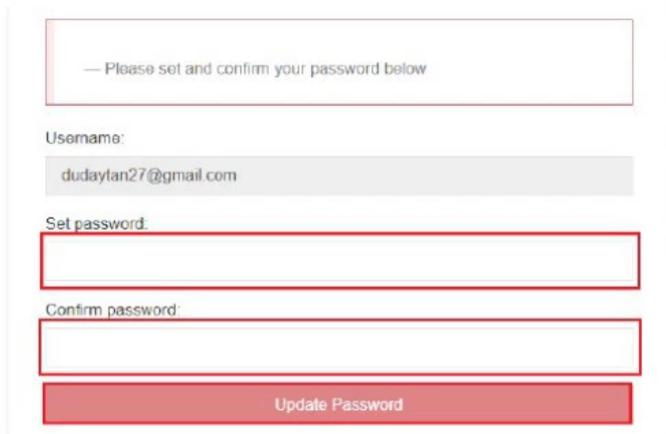 — Please set and confirm your password below
Username:
dudaytan27@gmail.com
Set password:
Confirm password:
Update Password